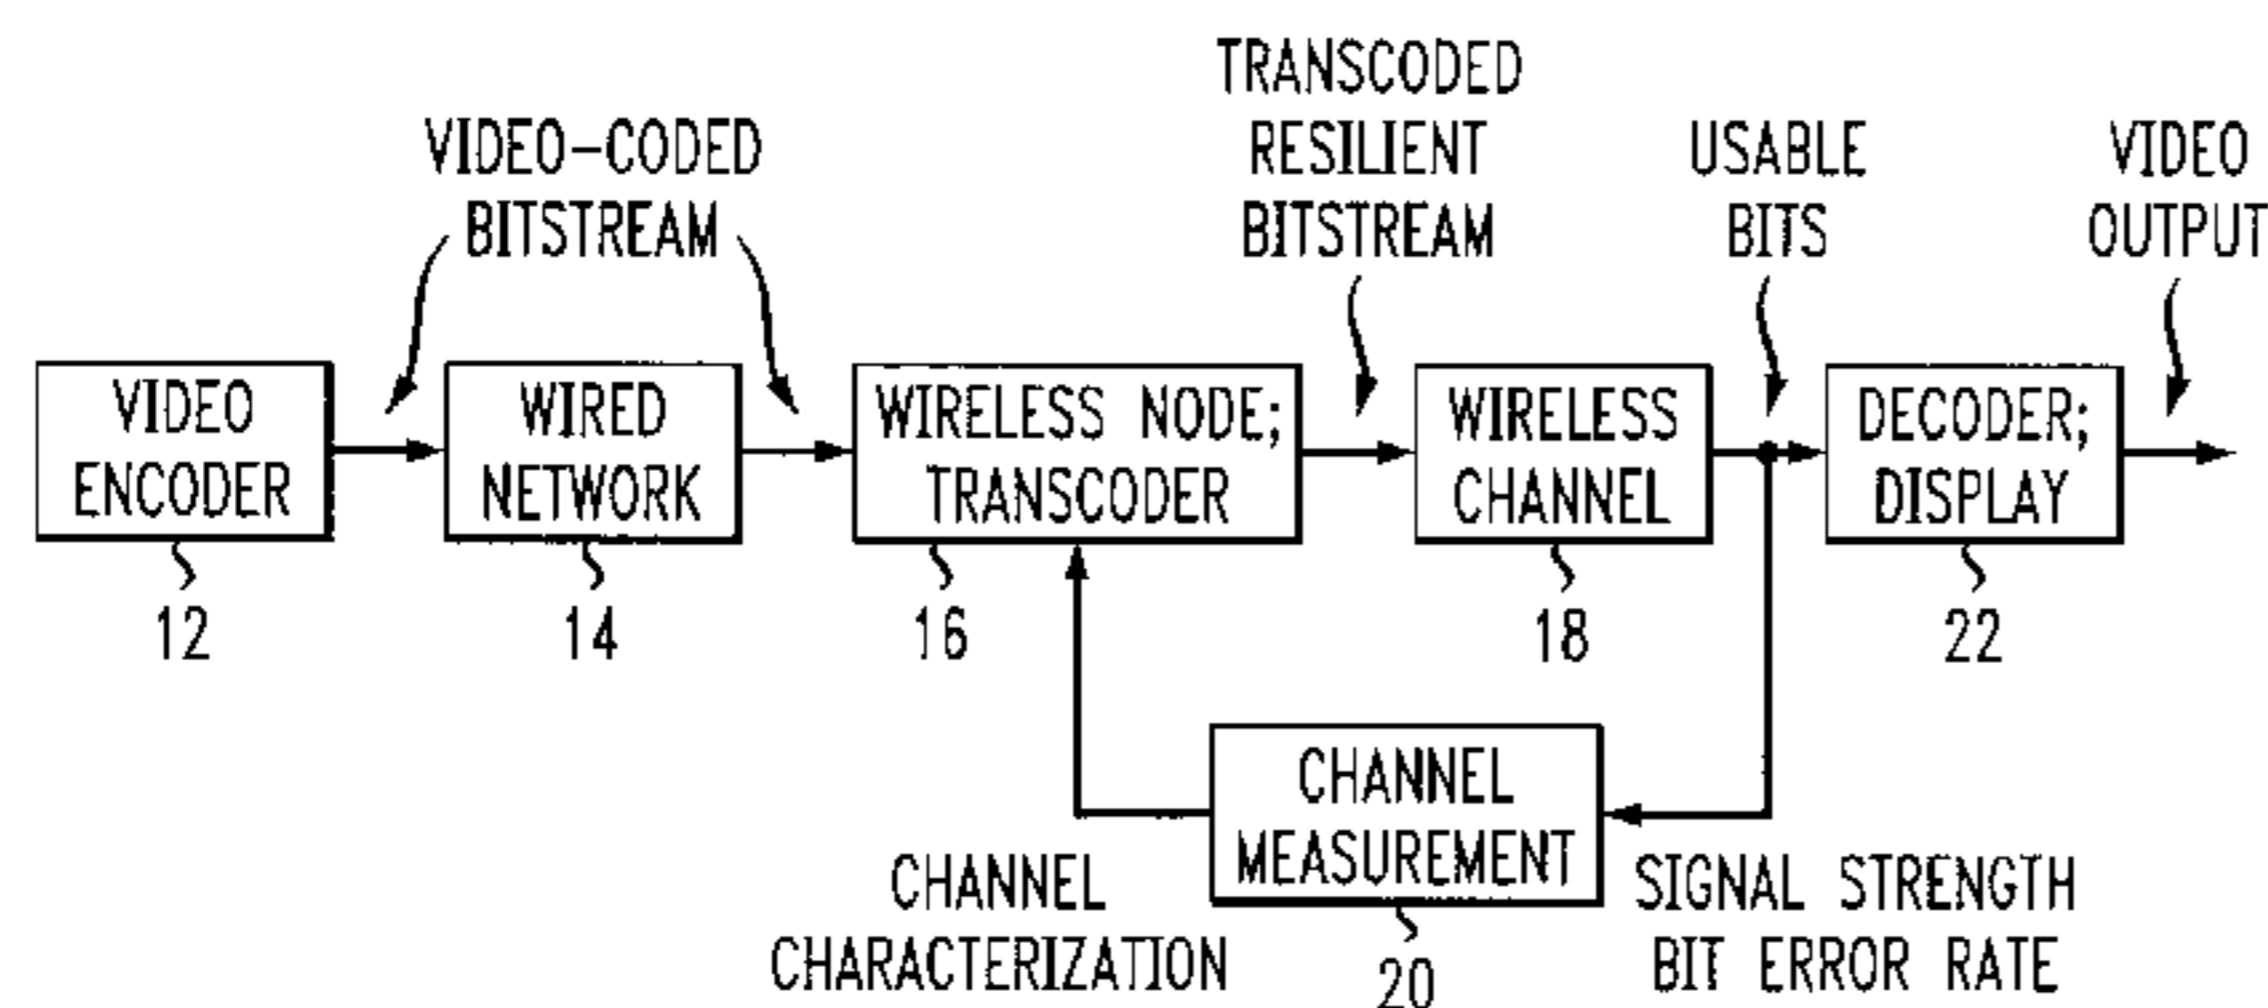 VIDEO-CODED
BITSTREAM
TRANSCODED
RESILIENT
BITSTREAM
USABLE
BITS
VIDEO
OUTPUT
VIDEO
ENCODER
12
WIRED
NETWORK
14
WIRELESS NODE;
TRANSCODER
16
WIRELESS
CHANNEL
18
DECODER;
DISPLAY
22
CHANNEL
MEASUREMENT
20
CHANNEL
CHARACTERIZATION
SIGNAL STRENGTH
BIT ERROR RATE